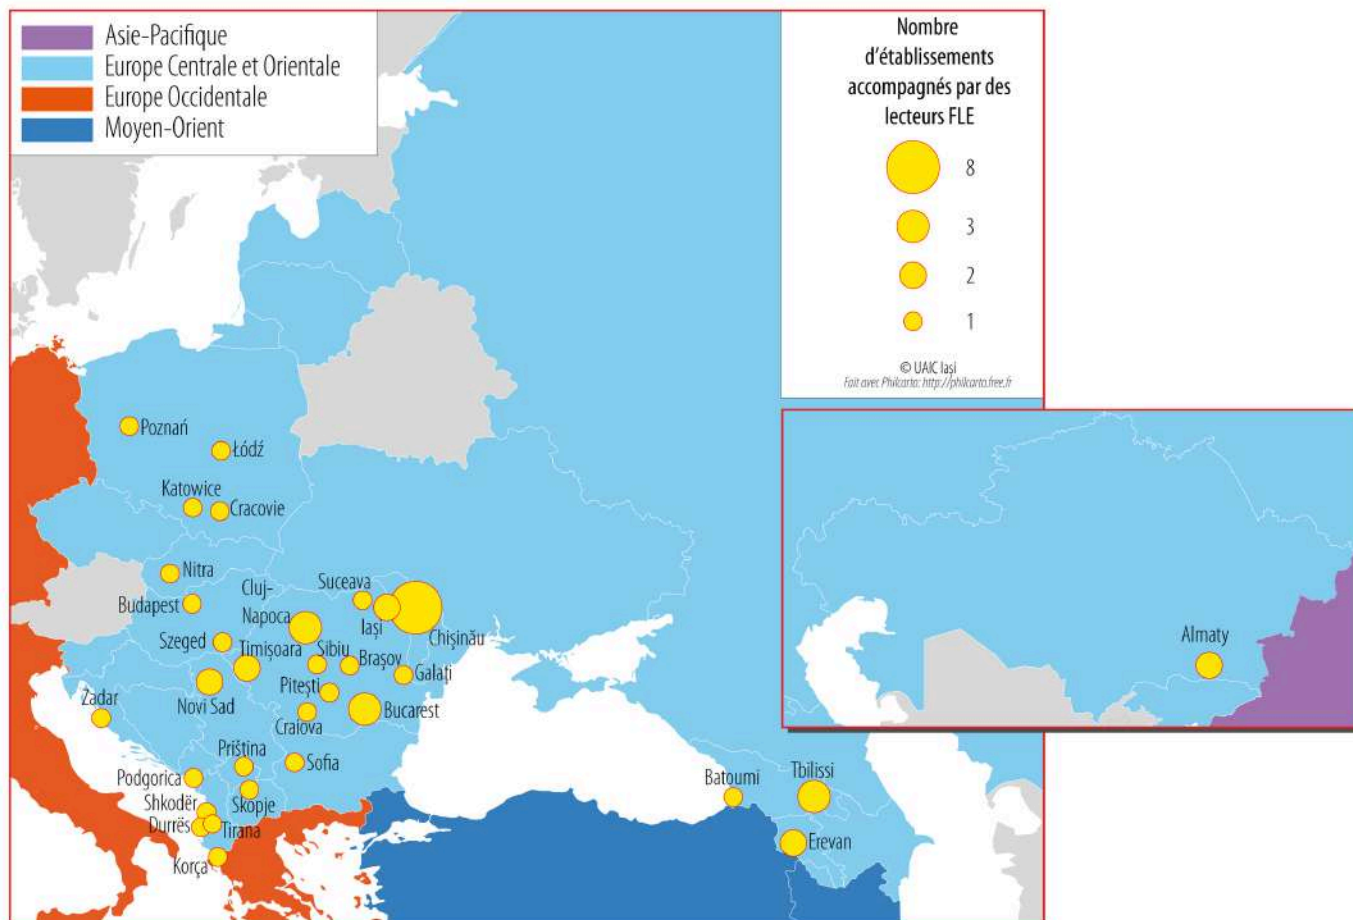 Asie-Pacifique
Europe Centrale et Orientale
Europe Occidentale
Moyen-Orient
Nombre
d'établissements
accompagnés par des
lecteurs FLE
8
3
2
1
© UAIC Iași
Fait avec Philcarto: http://philcarto.free.fr
Poznań
Łódź
Katowice
Cracovie
Nitra
Budapest
Cluj-
Napoca
Suceava
Iași
Chişinău
Szeged
Timișoara
Sibiu
Brașov
Galați
Novi Sad
Pitești
Bucarest
Craiova
Zadar
Priština
Sofia
Podgorica
Skopje
Shkodër
Durrës
Tirana
Korça
Batoumi
Tbilissi
Erevan
Almaty